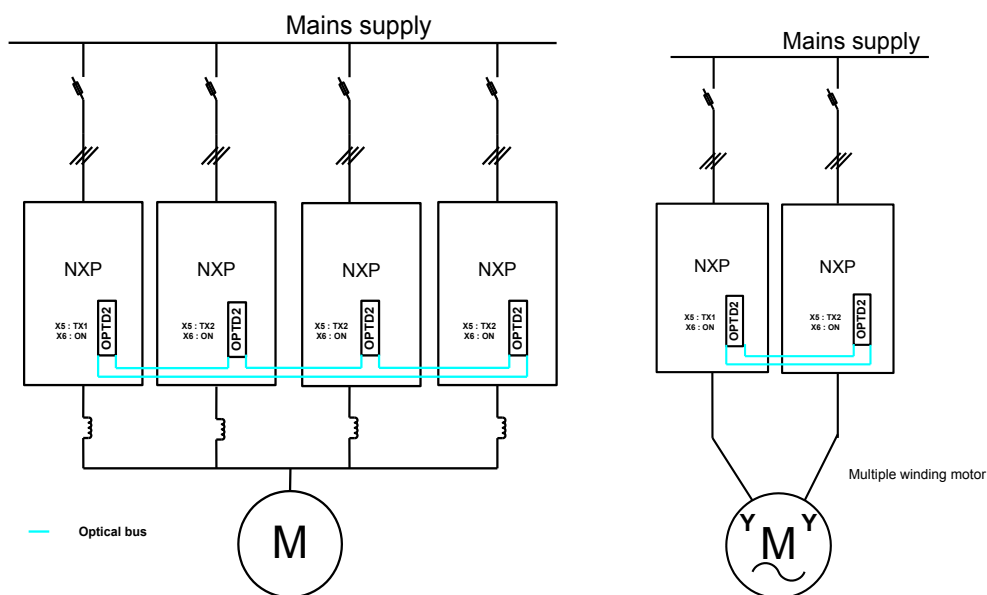 Mains supply
Mains supply
NXP
NXP
NXP
NXP
NXP
NXP
X5 : TX1
X6 : ON
OPTD2
X5 : TX2
X6 : ON
OPTD2
X5 : TX2
X6 : ON
OPTD2
X5 : TX2
X6 : ON
OPTD2
X5 : TX1
X6 : ON
OPTD2
X5 : TX2
X6 : ON
OPTD2
Multiple winding motor
Optical bus
M
Y
Y
M